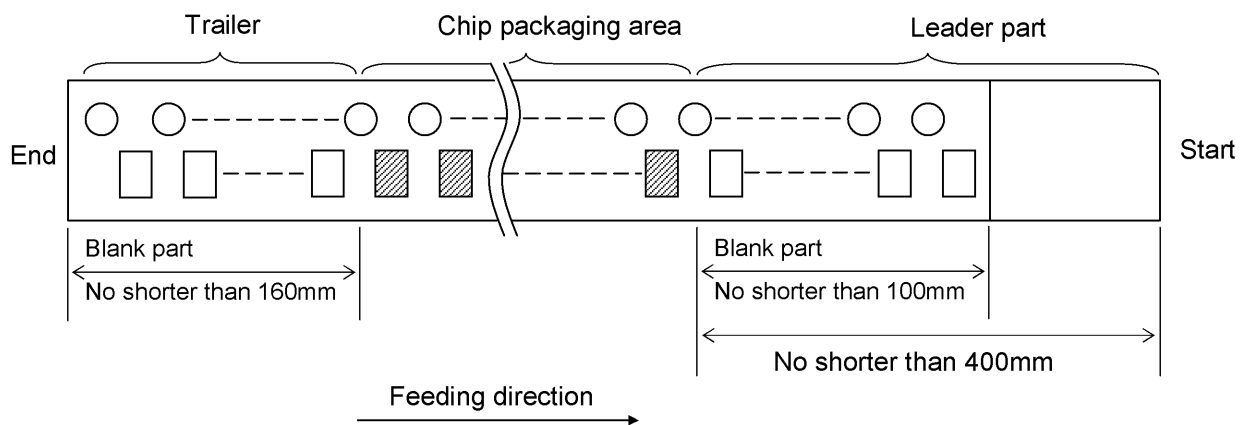 Trailer
Chip packaging area
Leader part
End
Start
Blank part
No shorter than 160mm
Blank part
No shorter than 100mm
No shorter than 400mm
Feeding direction